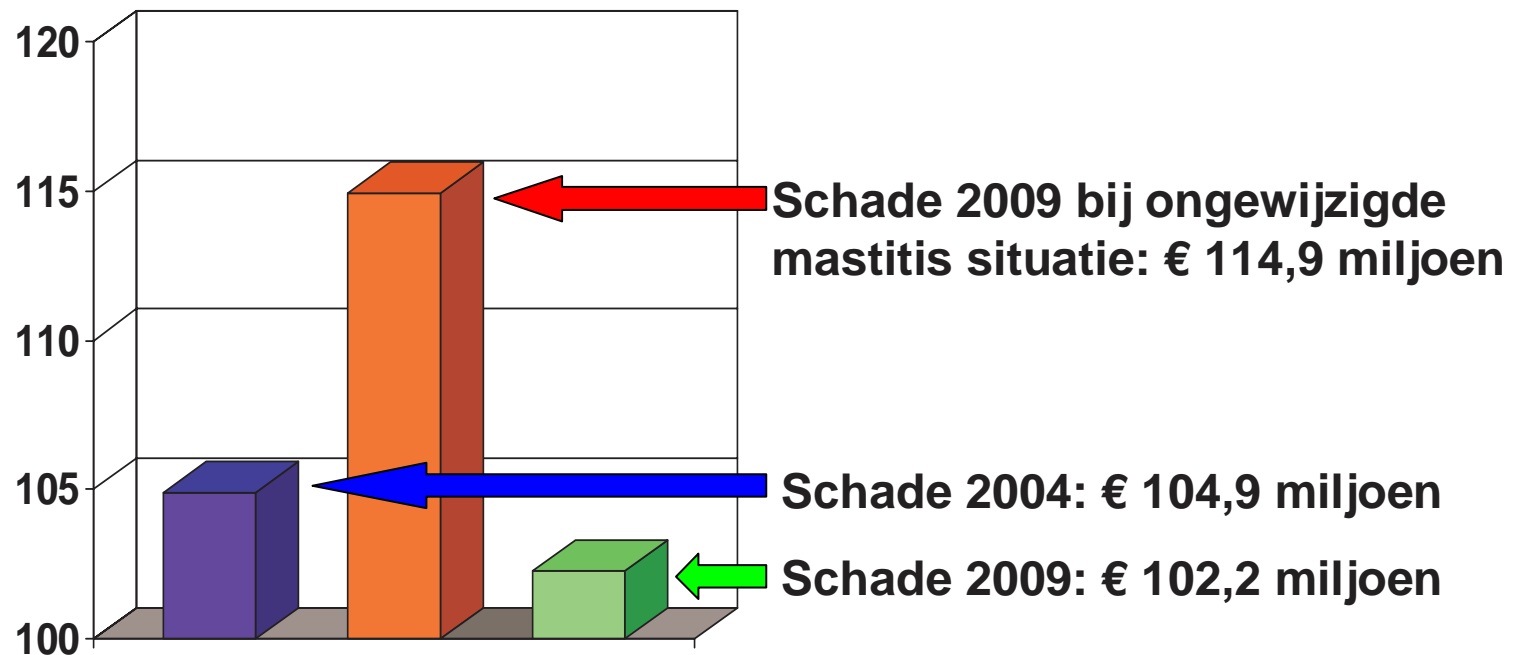 120
115
110
105
100
Schade 2009 bij ongewijzigde
mastitis situatie: € 114,9 miljoen
Schade 2004: € 104,9 miljoen
Schade 2009: € 102,2 miljoen